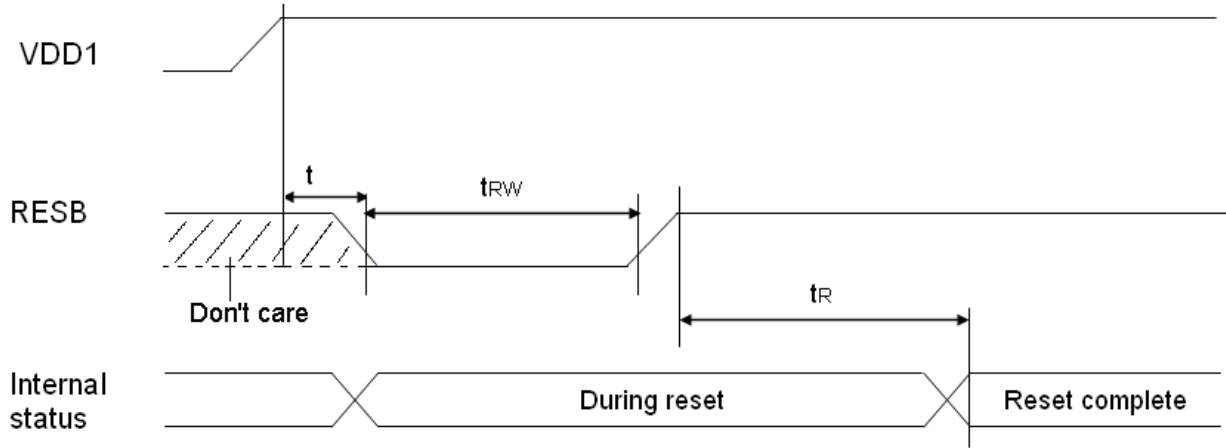 VDD1
t
tRW
RESB
Don't care
tR
Internal
status
During reset
Reset complete